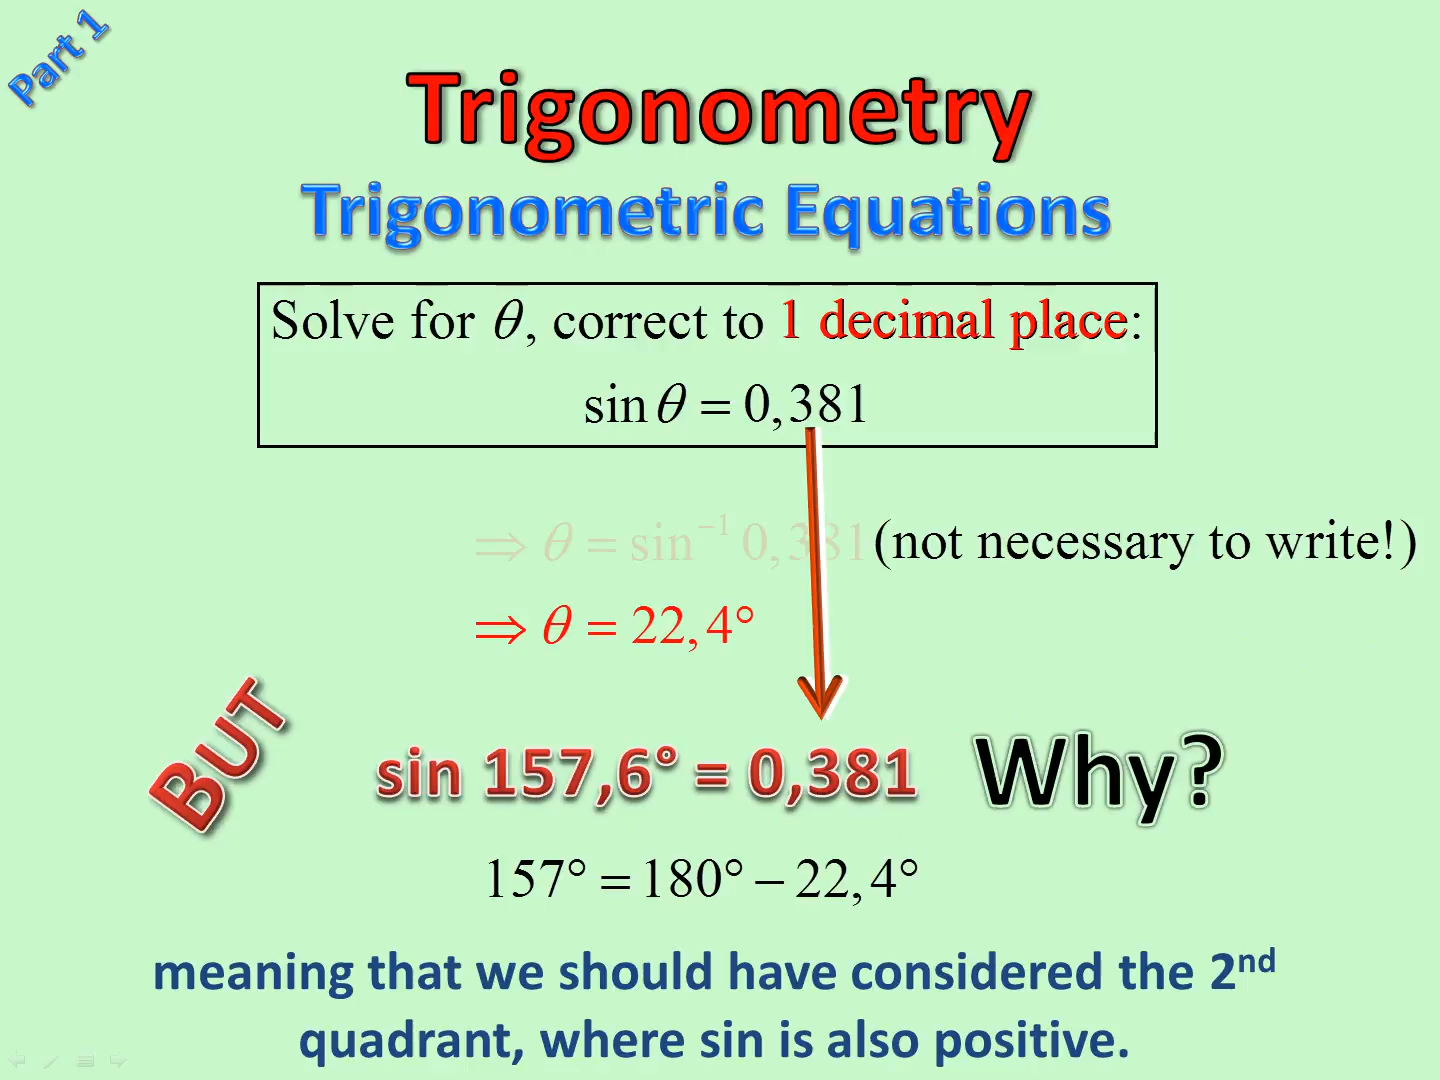 Part 1
Trigonometry
Trigonometric Equations
Solve for θ, correct to 1 decimal place:
sin θ = 0,381
⇒ θ = sin⁻¹ 0,381 (not necessary to write!)
⇒ θ = 22,4°
BUT
sin 157,6° = 0,381 Why?
157° = 180° − 22,4°
meaning that we should have considered the 2nd
quadrant, where sin is also positive.